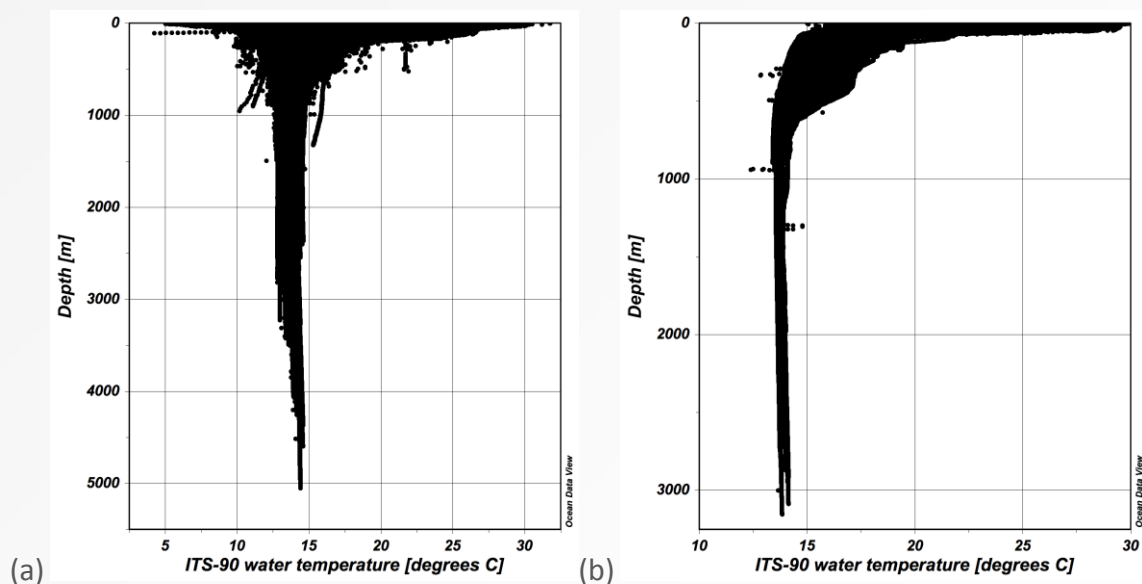 0
1000
2000
3000
4000
5000
Depth [m]
5 10 15 20 25 30
ITS-90 water temperature [degrees C]
Ocean Data View
(a)
0
1000
2000
3000
Depth [m]
10 15 20 25 30
ITS-90 water temperature [degrees C]
Ocean Data View
(b)